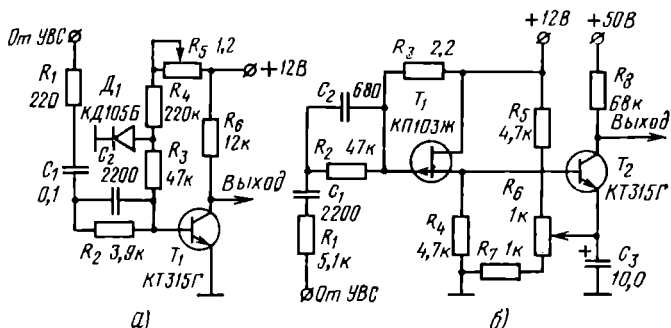 От УВС
R1
220
Д1
КД105Б
C1
0,1
C2
2200
R2 3,9к
R5 1,2
R4
220к
R3
47к
+12В
R6
12к
Выход
T1
КТ315Г
а)
C2
680
R2 47к
C1
2200
R1
5,1к
От УВС
R3 2,2
T1
КП103Ж
R4
4,7к
R7 1к
+12В
+50В
R5
4,7к
R6
1к
R8
68к
Выход
T2
КТ315Г
+
C3
10,0
б)